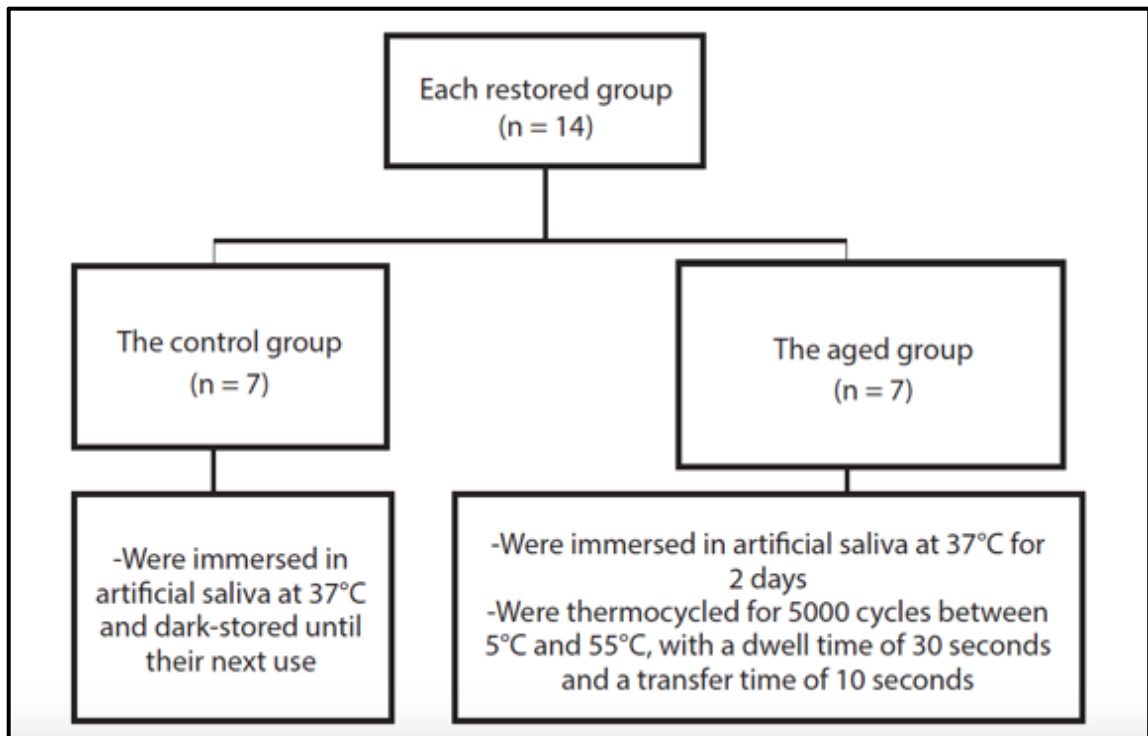 Each restored group
(n = 14)
The control group
(n = 7)
The aged group
(n = 7)
-Were immersed in
artificial saliva at 37°C
and dark-stored until
their next use
-Were immersed in artificial saliva at 37°C for
2 days
-Were thermocycled for 5000 cycles between
5°C and 55°C, with a dwell time of 30 seconds
and a transfer time of 10 seconds